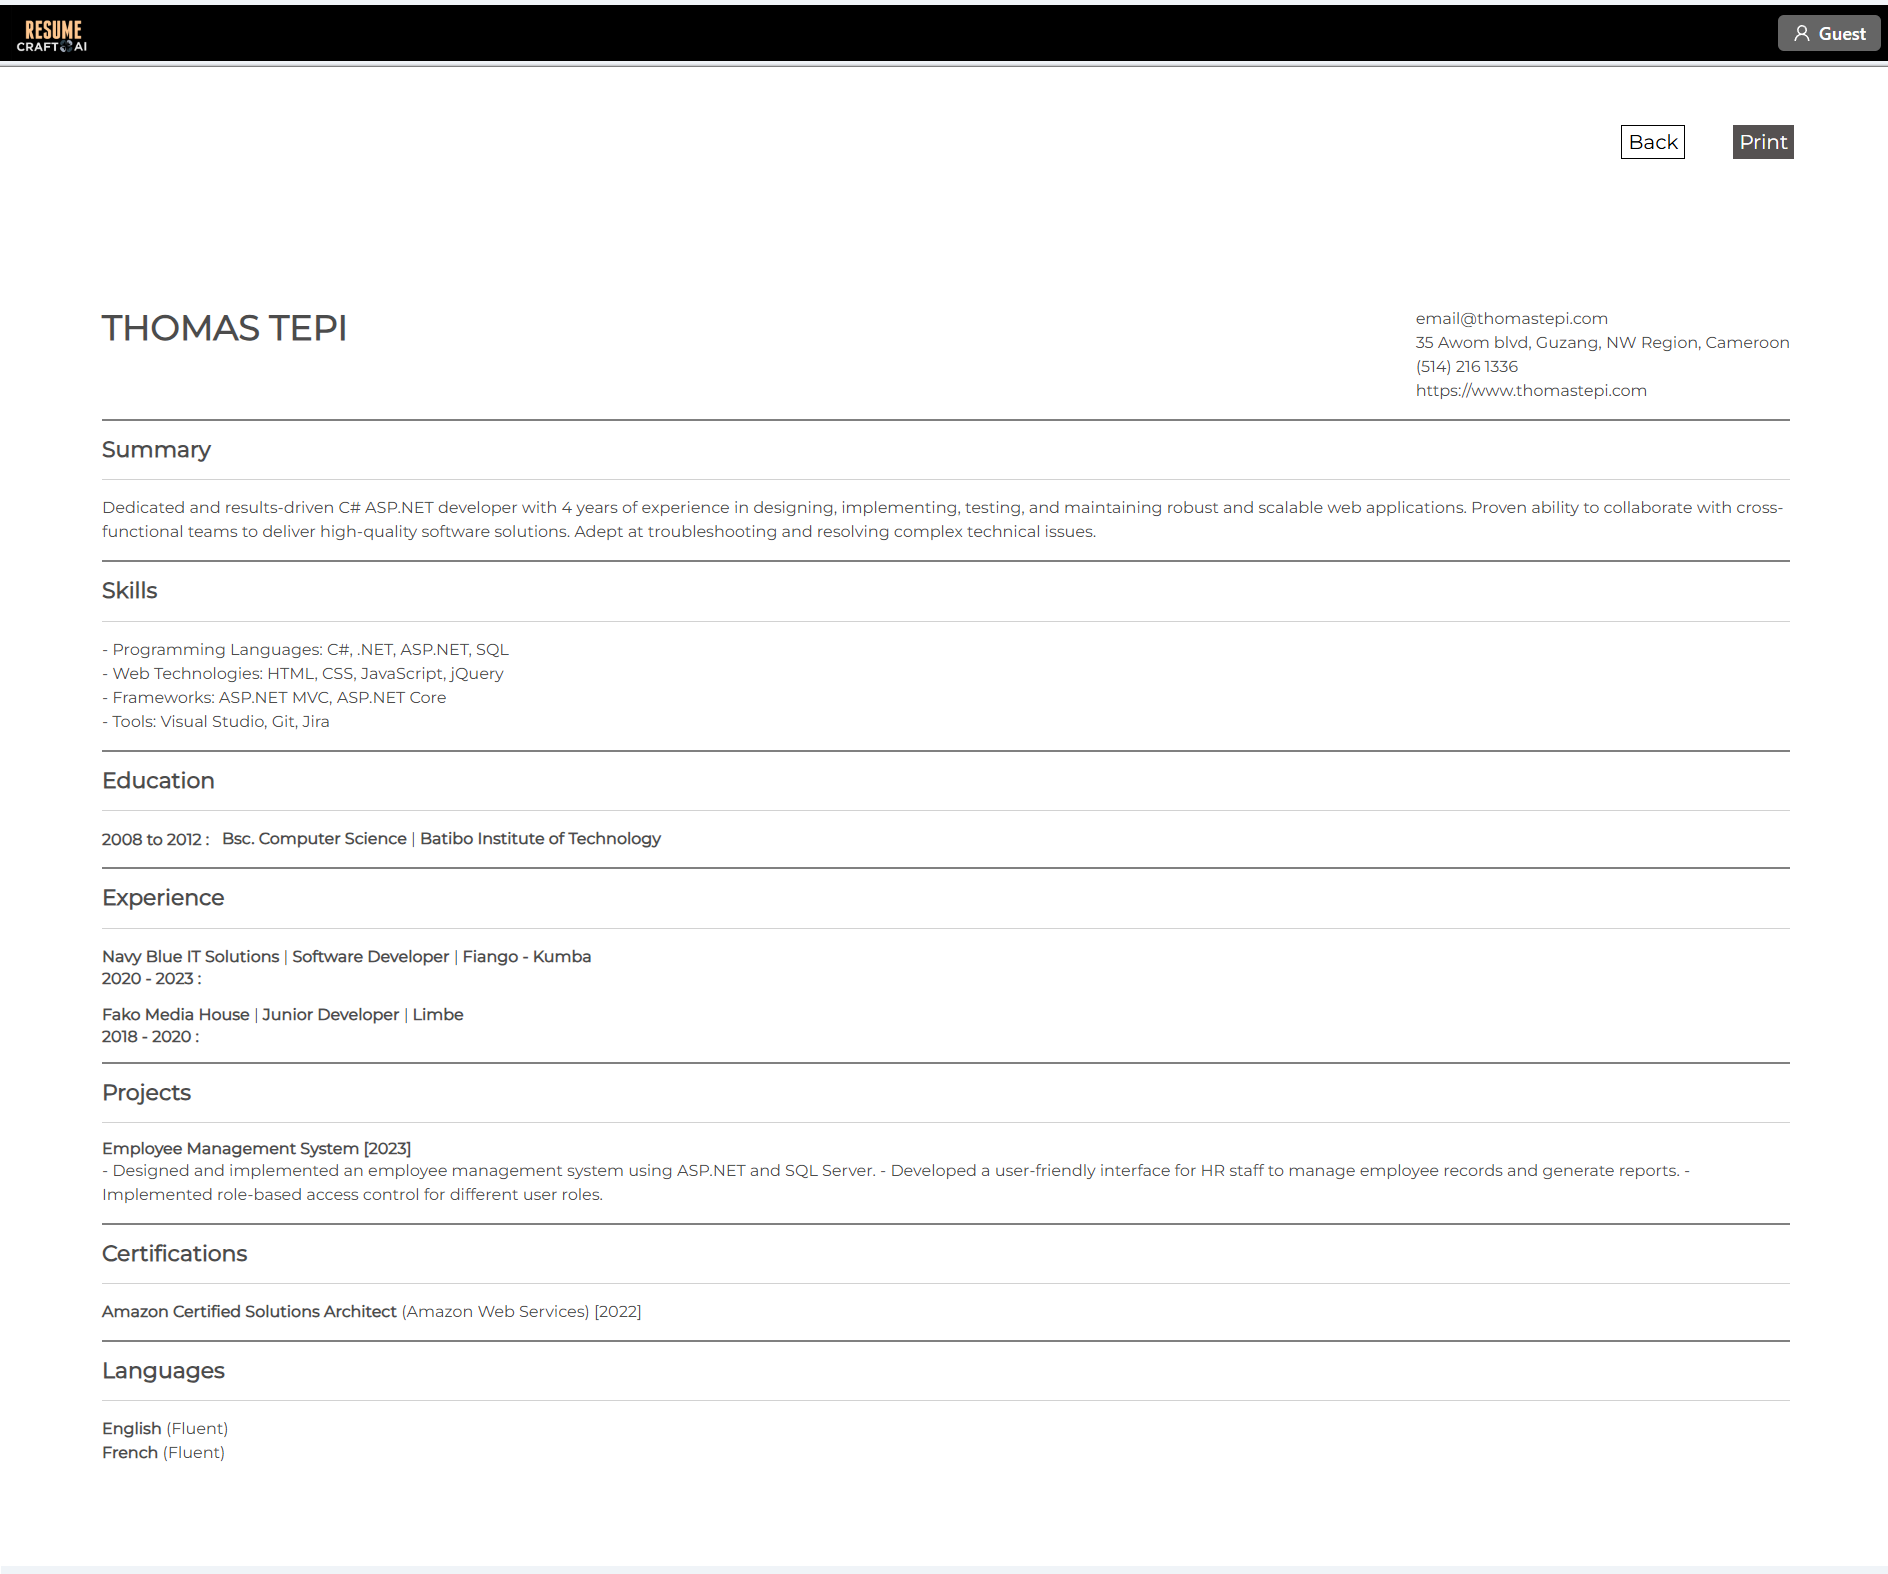 RESUME
CRAFT AI
Guest
Back
Print
THOMAS TEPI
email@thomastepi.com
35 Awom blvd, Guzang, NW Region, Cameroon
(514) 216 1336
https://www.thomastepi.com
Summary
Dedicated and results-driven C# ASP.NET developer with 4 years of experience in designing, implementing, testing, and maintaining robust and scalable web applications. Proven ability to collaborate with cross-
functional teams to deliver high-quality software solutions. Adept at troubleshooting and resolving complex technical issues.
Skills
- Programming Languages: C#, .NET, ASP.NET, SQL
- Web Technologies: HTML, CSS, JavaScript, jQuery
- Frameworks: ASP.NET MVC, ASP.NET Core
- Tools: Visual Studio, Git, Jira
Education
2008 to 2012 : Bsc. Computer Science | Batibo Institute of Technology
Experience
Navy Blue IT Solutions | Software Developer | Fiango - Kumba
2020 - 2023 :
Fako Media House | Junior Developer | Limbe
2018 - 2020 :
Projects
Employee Management System [2023]
- Designed and implemented an employee management system using ASP.NET and SQL Server. - Developed a user-friendly interface for HR staff to manage employee records and generate reports. -
Implemented role-based access control for different user roles.
Certifications
Amazon Certified Solutions Architect (Amazon Web Services) [2022]
Languages
English (Fluent)
French (Fluent)